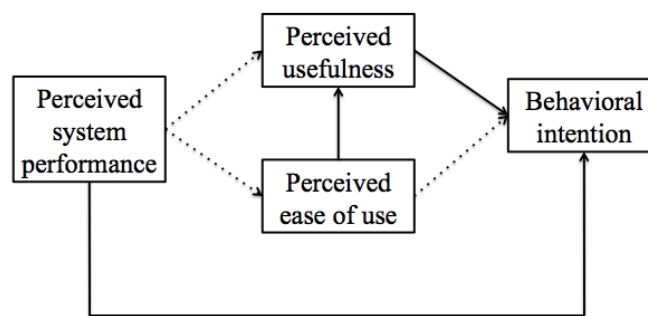 Perceived
system
performance
Perceived
usefulness
Perceived
ease of use
Behavioral
intention